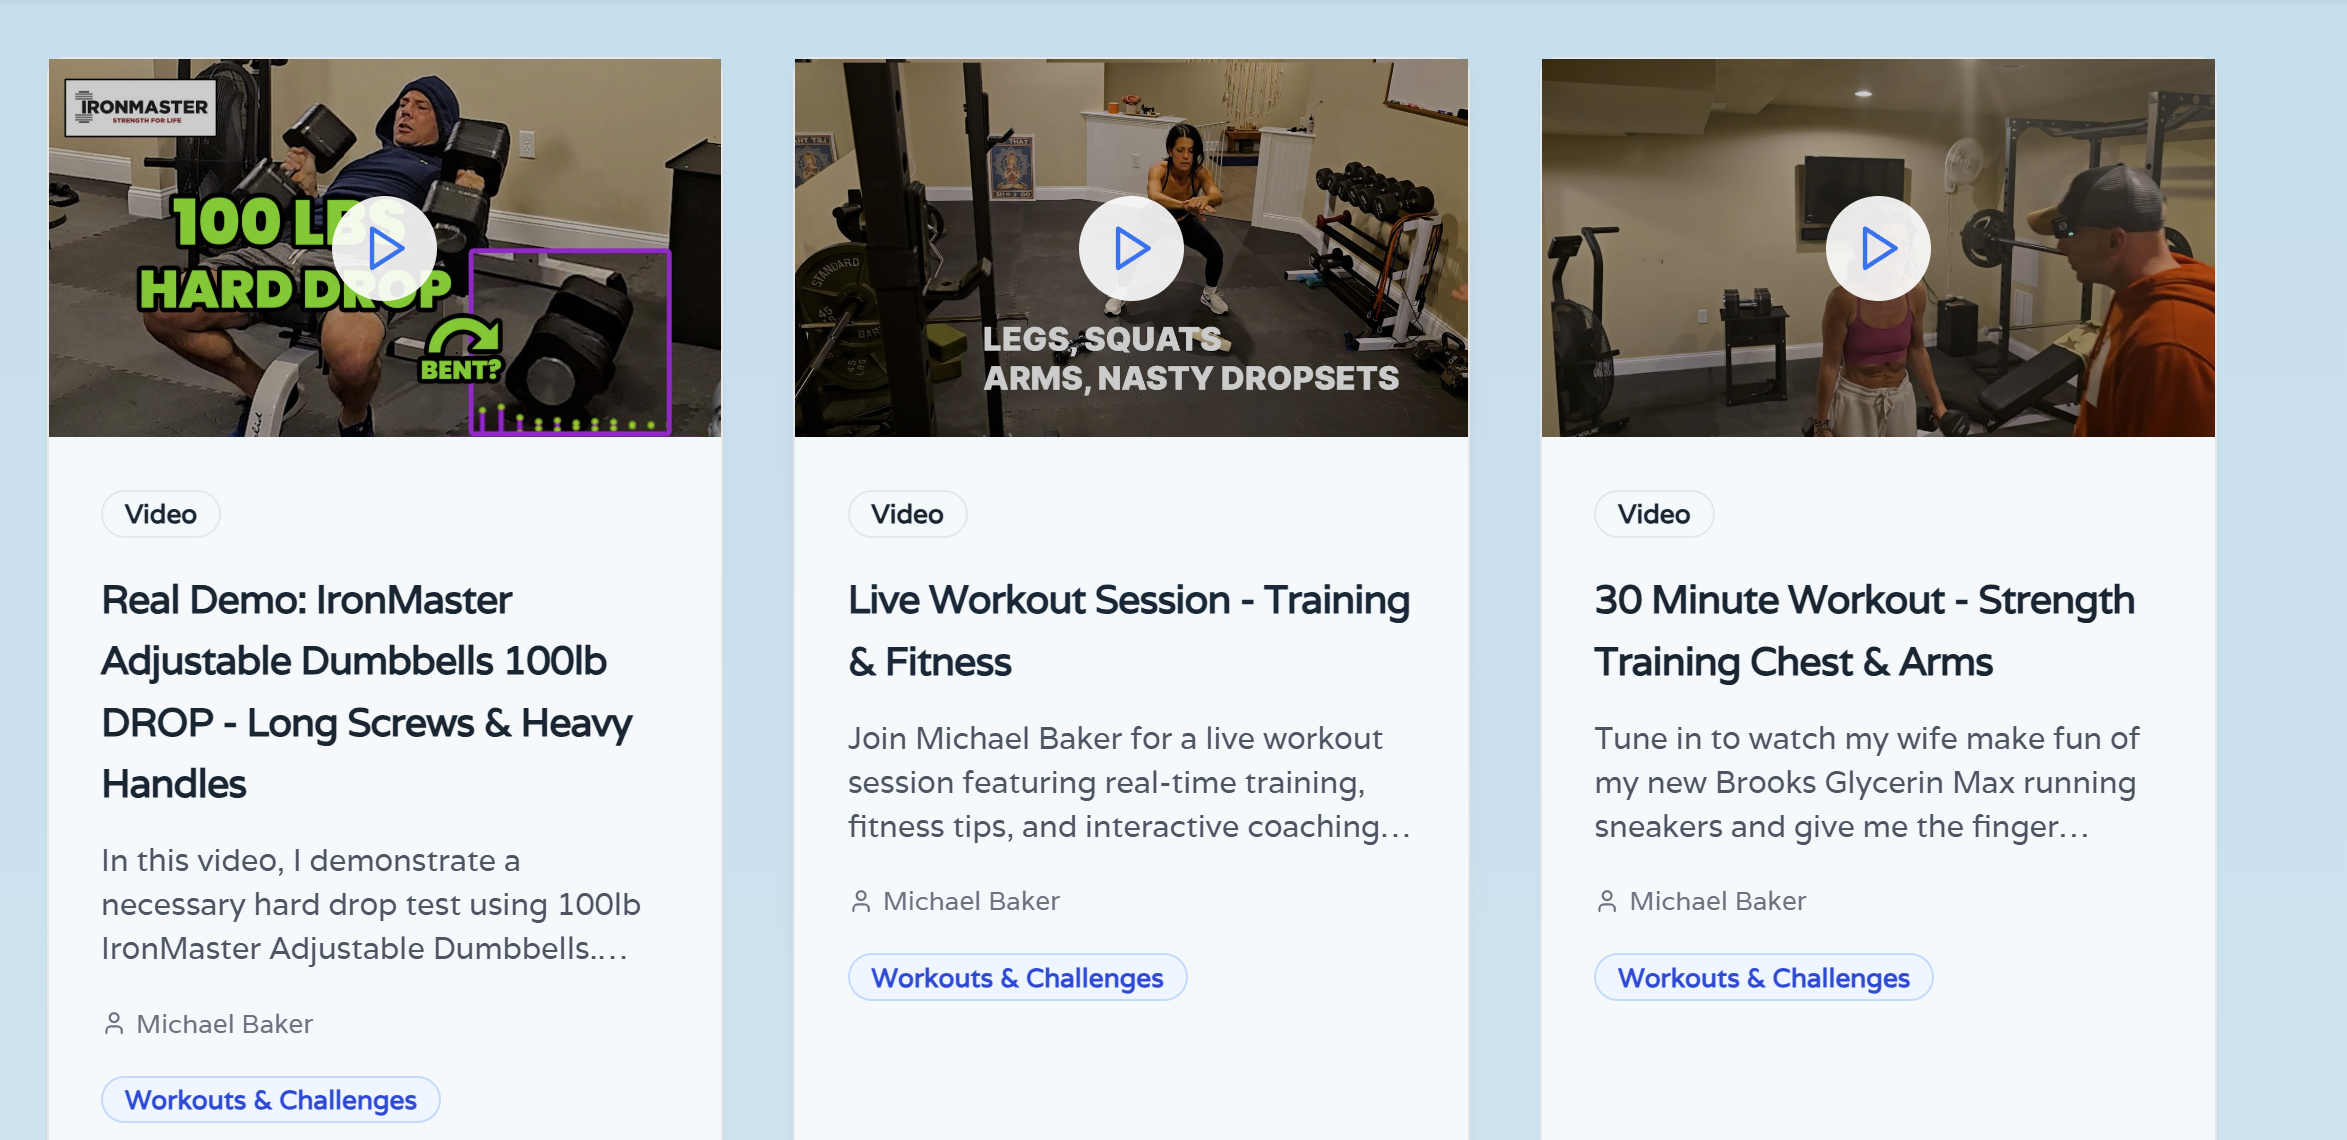 IRONMASTER
STRENGTH FOR LIFE
100 LBS
HARD DROP
BENT?
STANDARD
45
LBS
BAR
LEGS, SQUATS
ARMS, NASTY DROPSETS
Video
Real Demo: IronMaster
Adjustable Dumbbells 100lb
DROP - Long Screws & Heavy
Handles
In this video, I demonstrate a
necessary hard drop test using 100lb
IronMaster Adjustable Dumbbells....
Michael Baker
Workouts & Challenges
Video
Live Workout Session - Training
& Fitness
Join Michael Baker for a live workout
session featuring real-time training,
fitness tips, and interactive coaching...
Michael Baker
Workouts & Challenges
Video
30 Minute Workout - Strength
Training Chest & Arms
Tune in to watch my wife make fun of
my new Brooks Glycerin Max running
sneakers and give me the finger...
Michael Baker
Workouts & Challenges